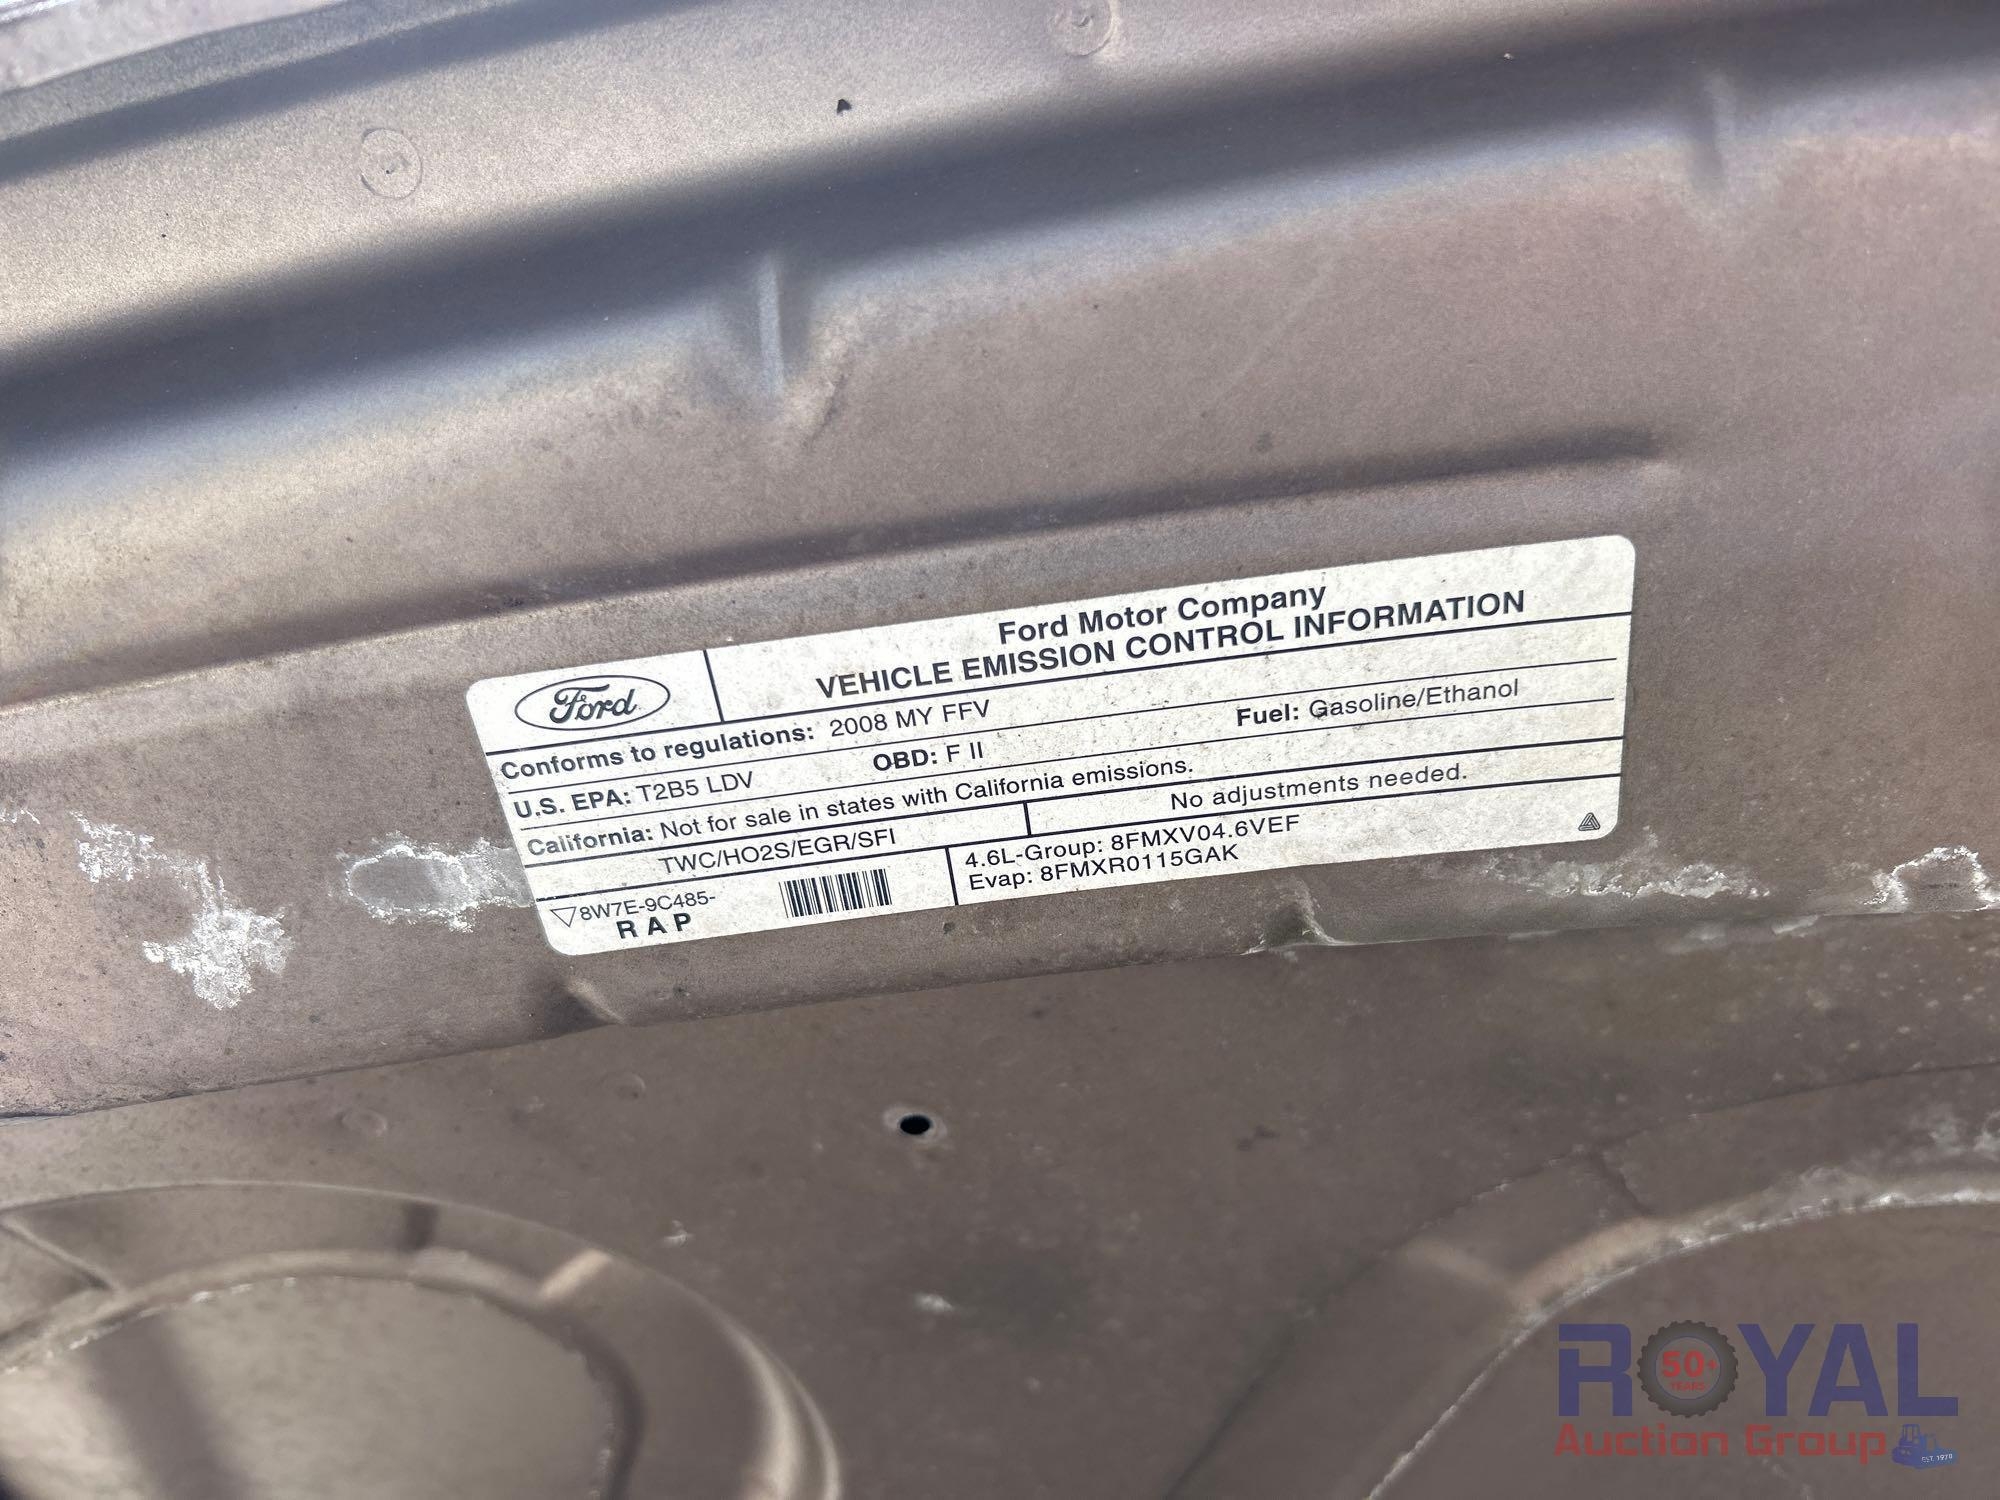 Ford
Ford Motor Company
VEHICLE EMISSION CONTROL INFORMATION
Conforms to regulations: 2008 MY FFV
U.S. EPA: T2B5 LDV OBD: F II Fuel: Gasoline/Ethanol
California: Not for sale in states with California emissions.
TWC/HO2S/EGR/SFI No adjustments needed.
8W7E-9C485-
R A P
4.6L-Group: 8FMXV04.6VEF
Evap: 8FMXR0115GAK
ROYAL
50+
YEARS
Auction Group
EST. 1970